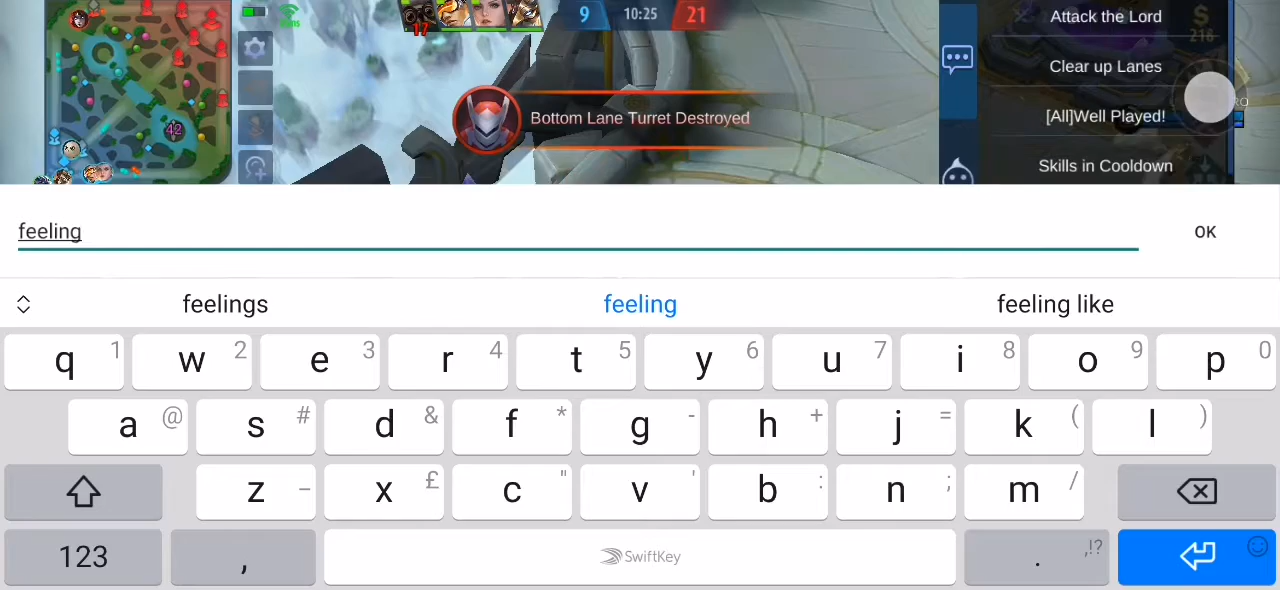 9 10:25 21
17
42
Bottom Lane Turret Destroyed
Attack the Lord
Clear up Lanes
[All]Well Played!
Skills in Cooldown
218
feeling
OK
feelings feeling feeling like
q 1 w 2 e 3 r 4 t 5 y 6 u 7 i 8 o 9 p 0
a @ s # d & f * g - h + j = k ( l )
z _ x £ c " v ' b : n ; m /
123 , SwiftKey . ,!?